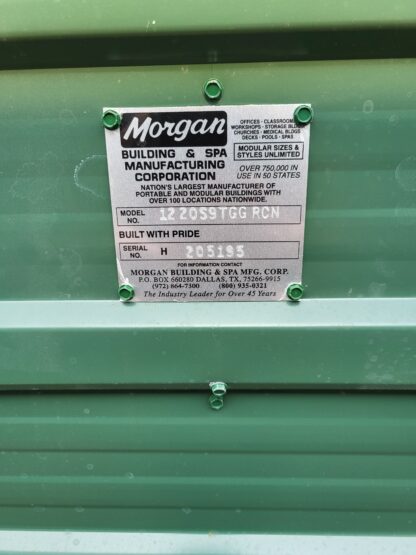 Morgan
OFFICES - CLASSROOMS
WORKSHOPS - STORAGE BLDGS
CHURCHES - MEDICAL BLDGS
DECKS - POOLS - SPAS
BUILDING & SPA
MANUFACTURING
CORPORATION
MODULAR SIZES &
STYLES UNLIMITED
OVER 750,000 IN
USE IN 50 STATES
NATION'S LARGEST MANUFACTURER OF
PORTABLE AND MODULAR BUILDINGS WITH
OVER 100 LOCATIONS NATIONWIDE.
MODEL NO. 1220S9TGG RCN
BUILT WITH PRIDE
SERIAL NO. H 205195
FOR INFORMATION CONTACT
MORGAN BUILDING & SPA MFG. CORP.
P.O. BOX 660280 DALLAS, TX, 75266-9915
(972) 864-7300 (800) 935-0321
The Industry Leader for Over 45 Years